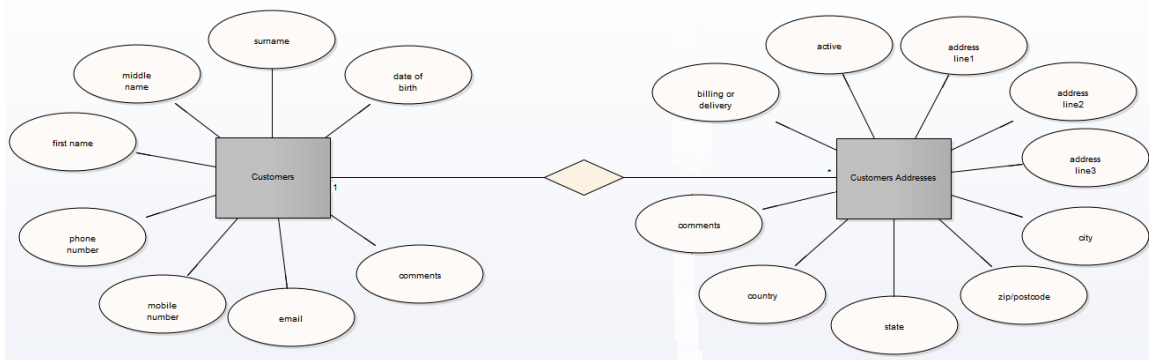 surname
middle
name
date of
birth
first name
Customers
1
phone
number
mobile
number
email
comments
active
address
line1
billing or
delivery
address
line2
address
line3
*
Customers Addresses
comments
city
country
zip/postcode
state